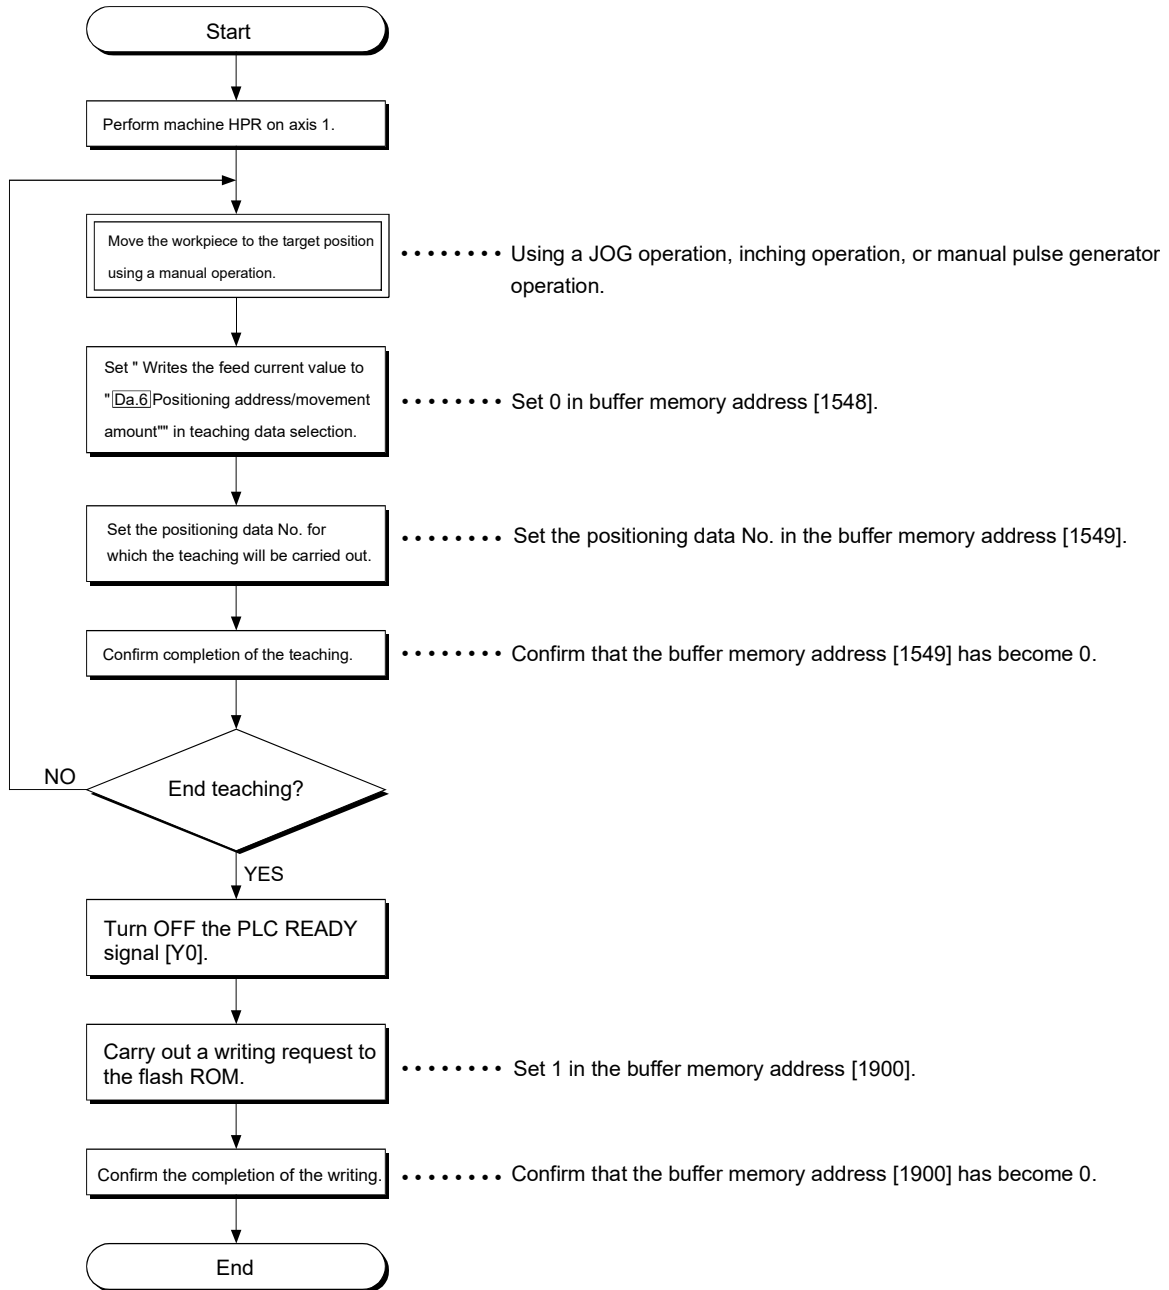 Start
Perform machine HPR on axis 1.
Move the workpiece to the target position
using a manual operation.
Using a JOG operation, inching operation, or manual pulse generator
operation.
Set " Writes the feed current value to
"Da.6 Positioning address/movement
amount"" in teaching data selection.
Set 0 in buffer memory address [1548].
Set the positioning data No. for
which the teaching will be carried out.
Set the positioning data No. in the buffer memory address [1549].
Confirm completion of the teaching.
Confirm that the buffer memory address [1549] has become 0.
NO
End teaching?
YES
Turn OFF the PLC READY
signal [Y0].
Carry out a writing request to
the flash ROM.
Set 1 in the buffer memory address [1900].
Confirm the completion of the writing.
Confirm that the buffer memory address [1900] has become 0.
End